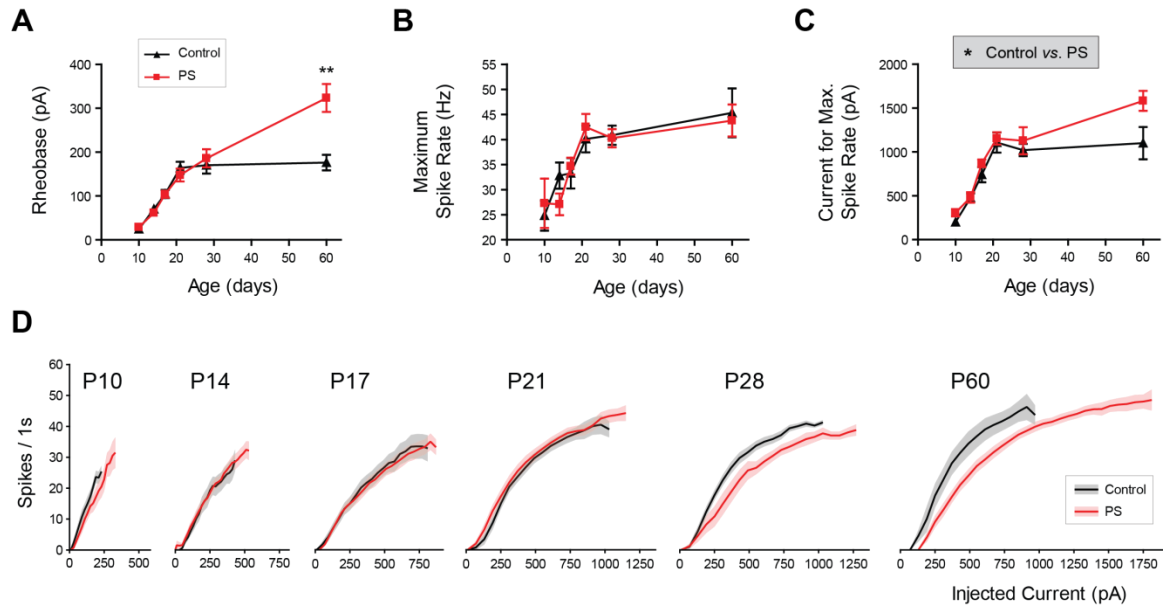 A
Control
PS
**
Rheobase (pA)
400
300
200
100
0
0 10 20 30 40 50 60
Age (days)
B
Maximum
Spike Rate (Hz)
45
50
45
40
35
30
25
20
0 10 20 30 40 50 60
Age (days)
C
* Control vs. PS
Current for Max.
Spike Rate (pA)
2000
1500
1000
500
0
0 10 20 30 40 50 60
Age (days)
D
Spikes / 1s
60
50
40
30
20
10
0
P10
0 250 500
P14
0 250 500
P17
0 250 500 750
P21
0 250 500 750 1000
P28
0 250 500 750 1000 1250
P60
0 250 500 750 1000 1250 1500 1750
Control
PS
Injected Current (pA)